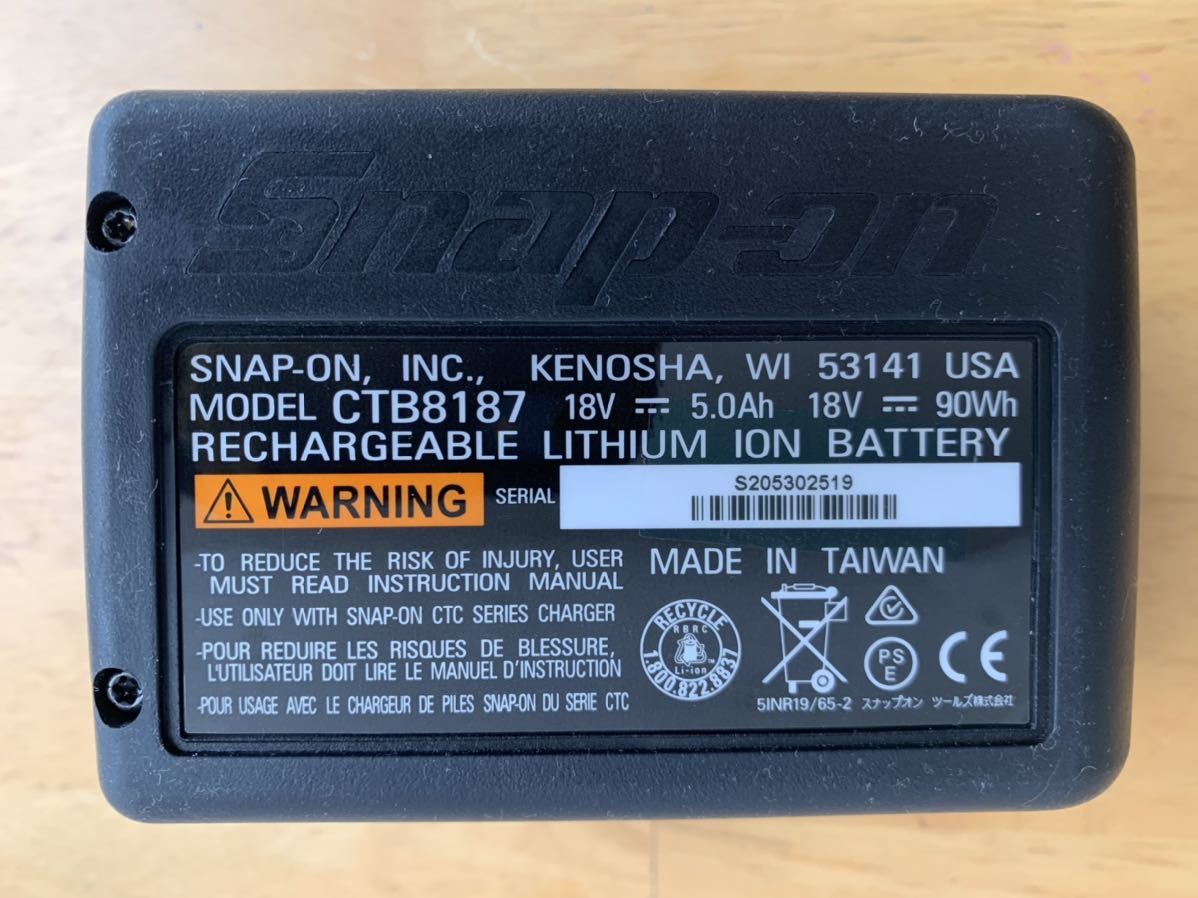 Snap-on
SNAP-ON, INC., KENOSHA, WI 53141 USA
MODEL CTB8187 18V ⎓ 5.0Ah 18V ⎓ 90Wh
RECHARGEABLE LITHIUM ION BATTERY
WARNING SERIAL S205302519
-TO REDUCE THE RISK OF INJURY, USER
MUST READ INSTRUCTION MANUAL
-USE ONLY WITH SNAP-ON CTC SERIES CHARGER
-POUR REDUIRE LES RISQUES DE BLESSURE,
L'UTILISATEUR DOIT LIRE LE MANUEL D'INSTRUCTION
-POUR USAGE AVEC LE CHARGEUR DE PILES SNAP-ON DU SERIE CTC
MADE IN TAIWAN
RECYCLE
RBRC
Li-ion
TM
1.800.822.8837
PS
E
CE
5INR19/65-2 スナップオン ツールズ株式会社